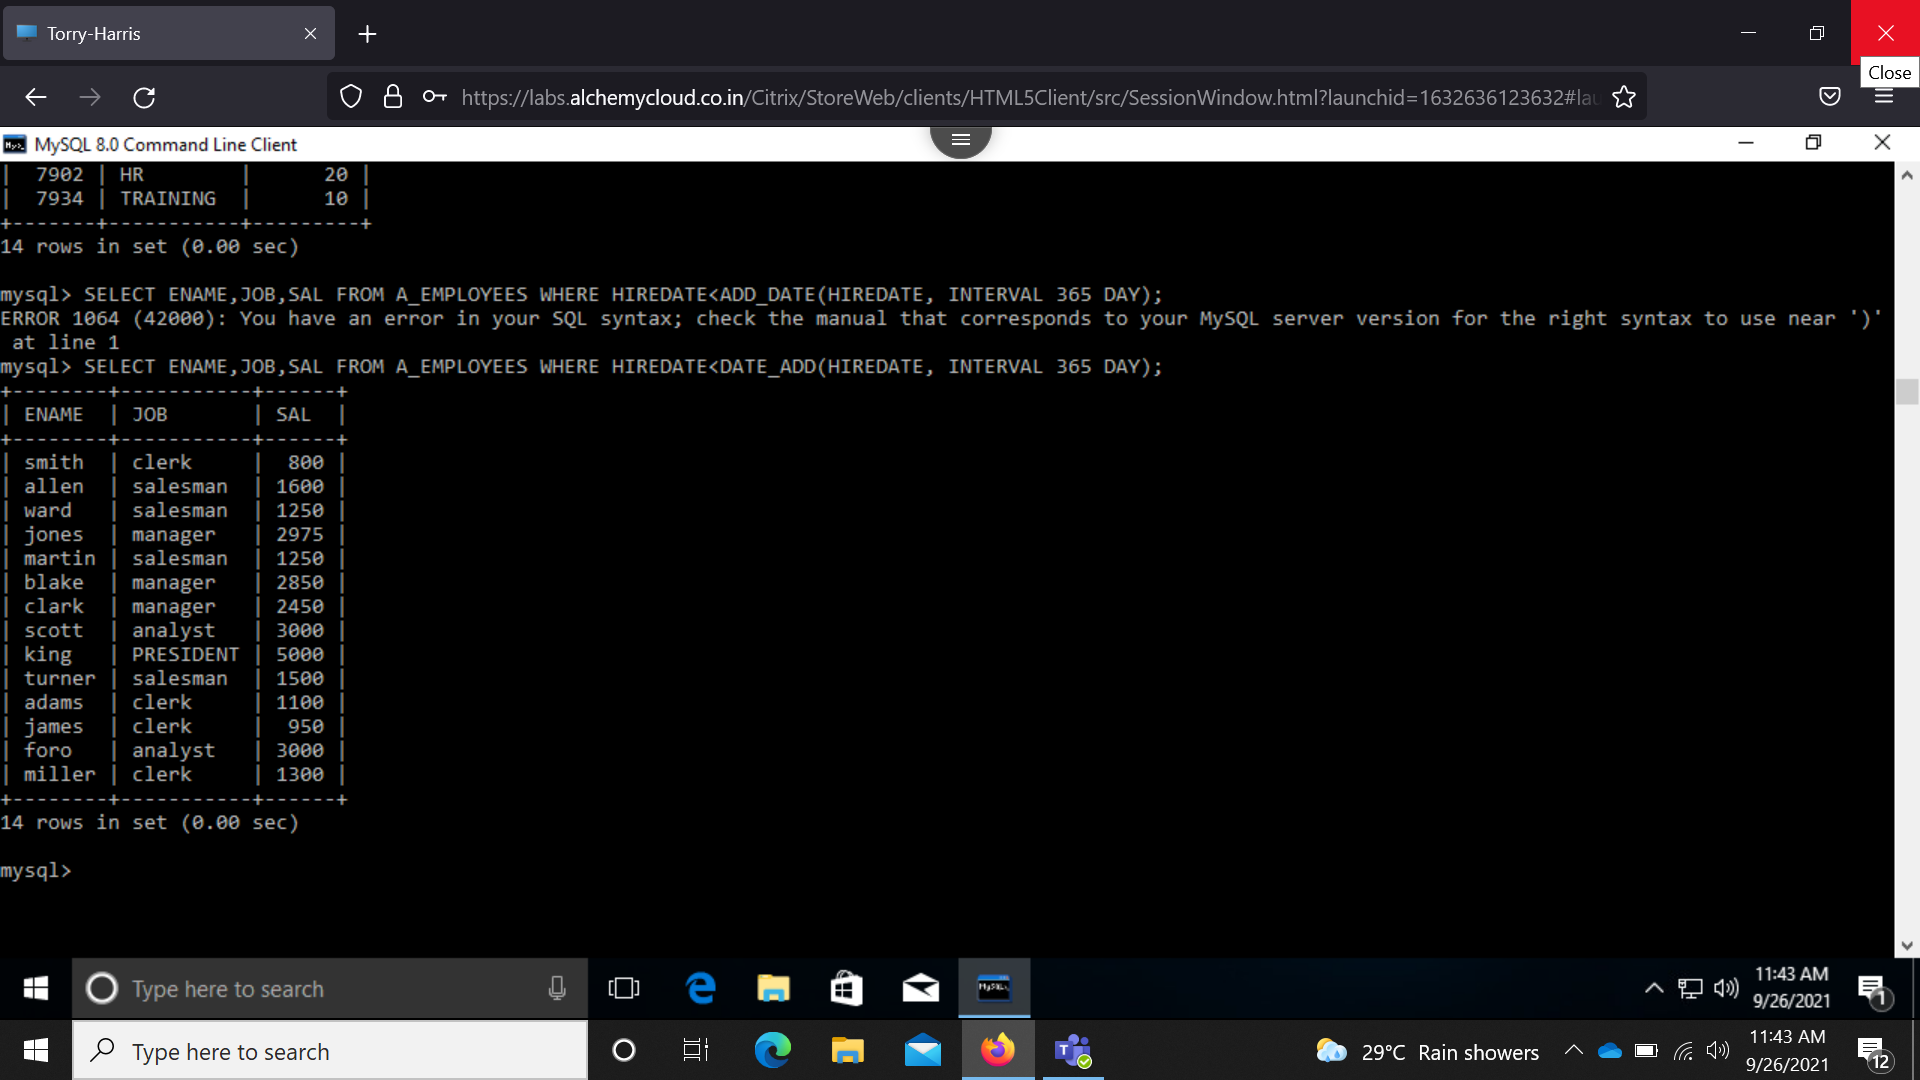 Torry-Harris
Close
https://labs.alchemycloud.co.in/Citrix/StoreWeb/clients/HTML5Client/src/SessionWindow.html?launchid=1632636123632#lau
MySQL 8.0 Command Line Client
|  7902 | HR        |      20 |
|  7934 | TRAINING  |      10 |
+-------+-----------+---------+
14 rows in set (0.00 sec)
mysql> SELECT ENAME,JOB,SAL FROM A_EMPLOYEES WHERE HIREDATE<ADD_DATE(HIREDATE, INTERVAL 365 DAY);
ERROR 1064 (42000): You have an error in your SQL syntax; check the manual that corresponds to your MySQL server version for the right syntax to use near ')'
at line 1
mysql> SELECT ENAME,JOB,SAL FROM A_EMPLOYEES WHERE HIREDATE<DATE_ADD(HIREDATE, INTERVAL 365 DAY);
+--------+-----------+------+
| ENAME  | JOB       | SAL  |
+--------+-----------+------+
| smith  | clerk     |  800 |
| allen  | salesman  | 1600 |
| ward   | salesman  | 1250 |
| jones  | manager   | 2975 |
| martin | salesman  | 1250 |
| blake  | manager   | 2850 |
| clark  | manager   | 2450 |
| scott  | analyst   | 3000 |
| king   | PRESIDENT | 5000 |
| turner | salesman  | 1500 |
| adams  | clerk     | 1100 |
| james  | clerk     |  950 |
| foro   | analyst   | 3000 |
| miller | clerk     | 1300 |
+--------+-----------+------+
14 rows in set (0.00 sec)
mysql>
Type here to search
MySQL
11:43 AM
9/26/2021
1
Type here to search
29°C Rain showers
11:43 AM
9/26/2021
12